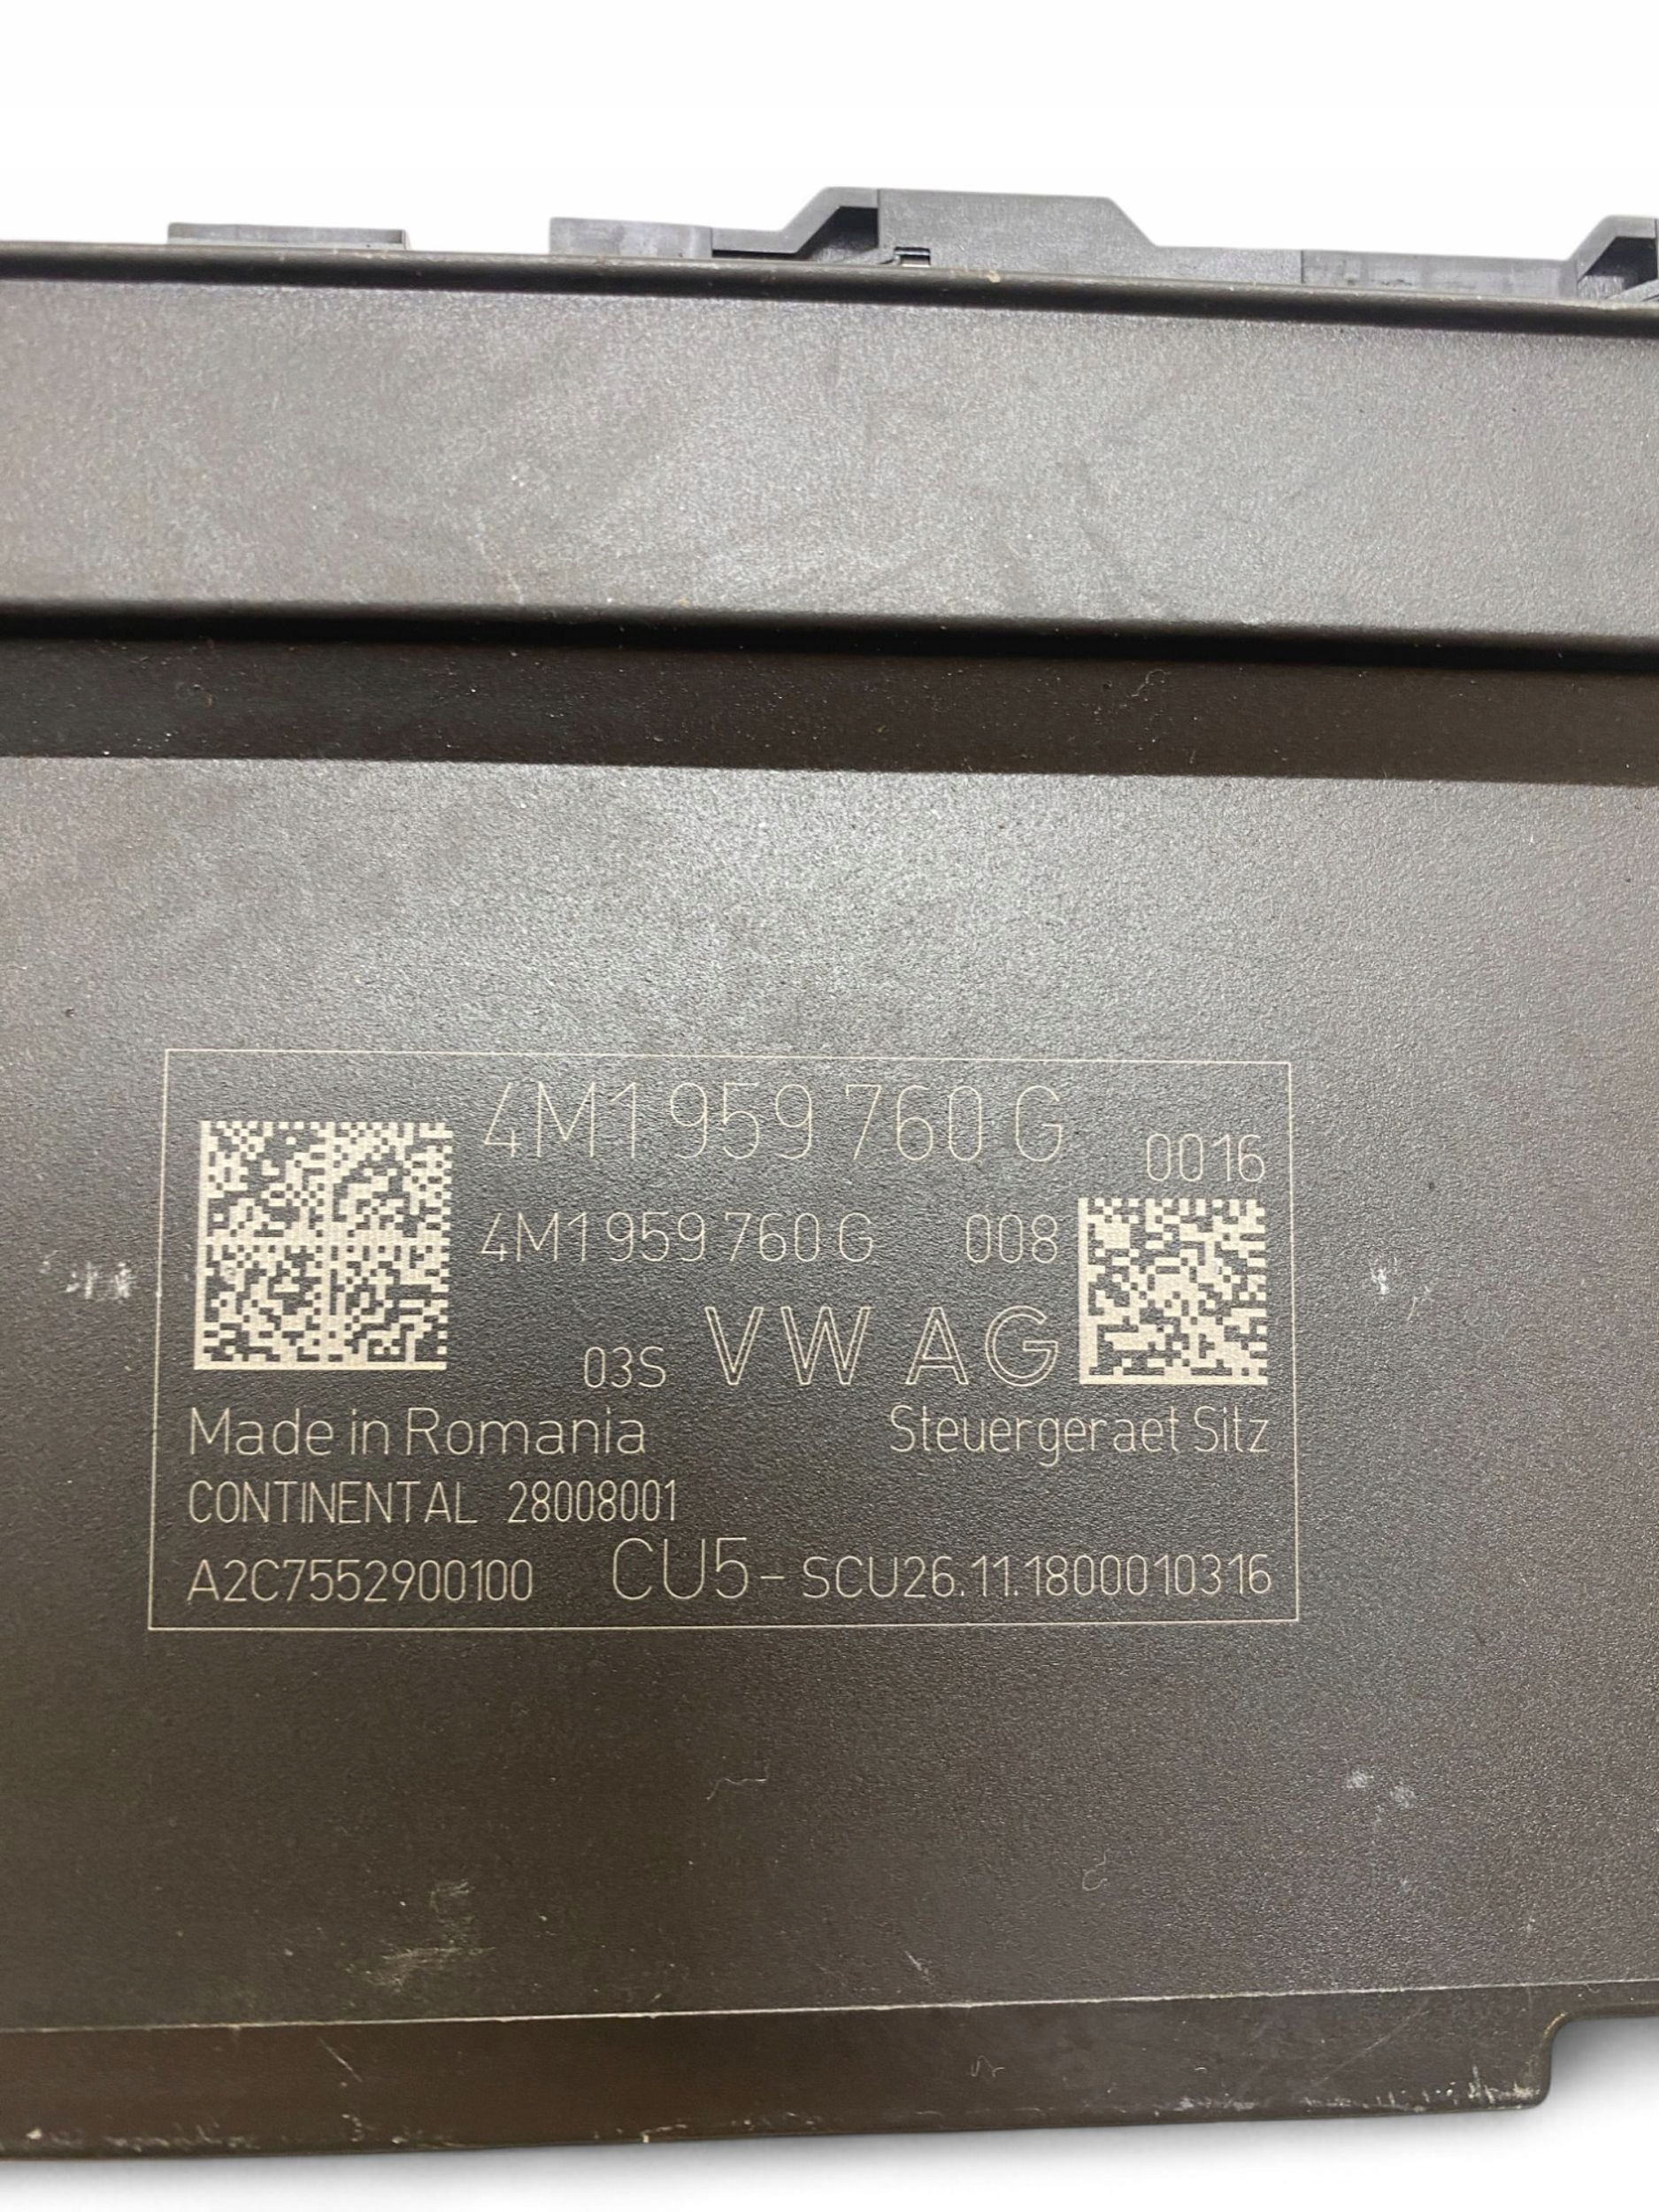 4M1 959 760 G
0016
4M1 959 760 G 008
03S VW AG
Made in Romania Steuergeraet Sitz
CONTINENTAL 28008001
A2C7552900100 CU5- SCU26.11.1800010316